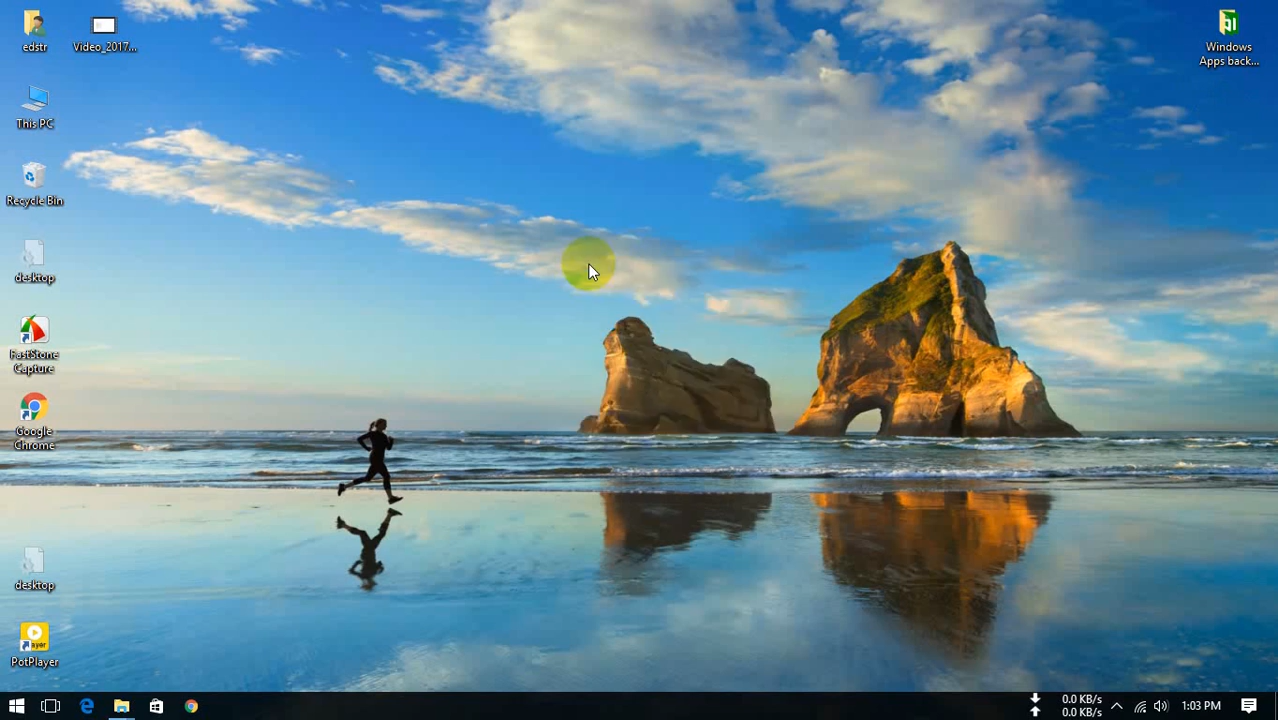 edstr
Video_2017...
This PC
Recycle Bin
desktop
FastStone
Capture
Google
Chrome
desktop
PotPlayer
Windows
Apps back...
0.0 KB/s
0.0 KB/s
1:03 PM